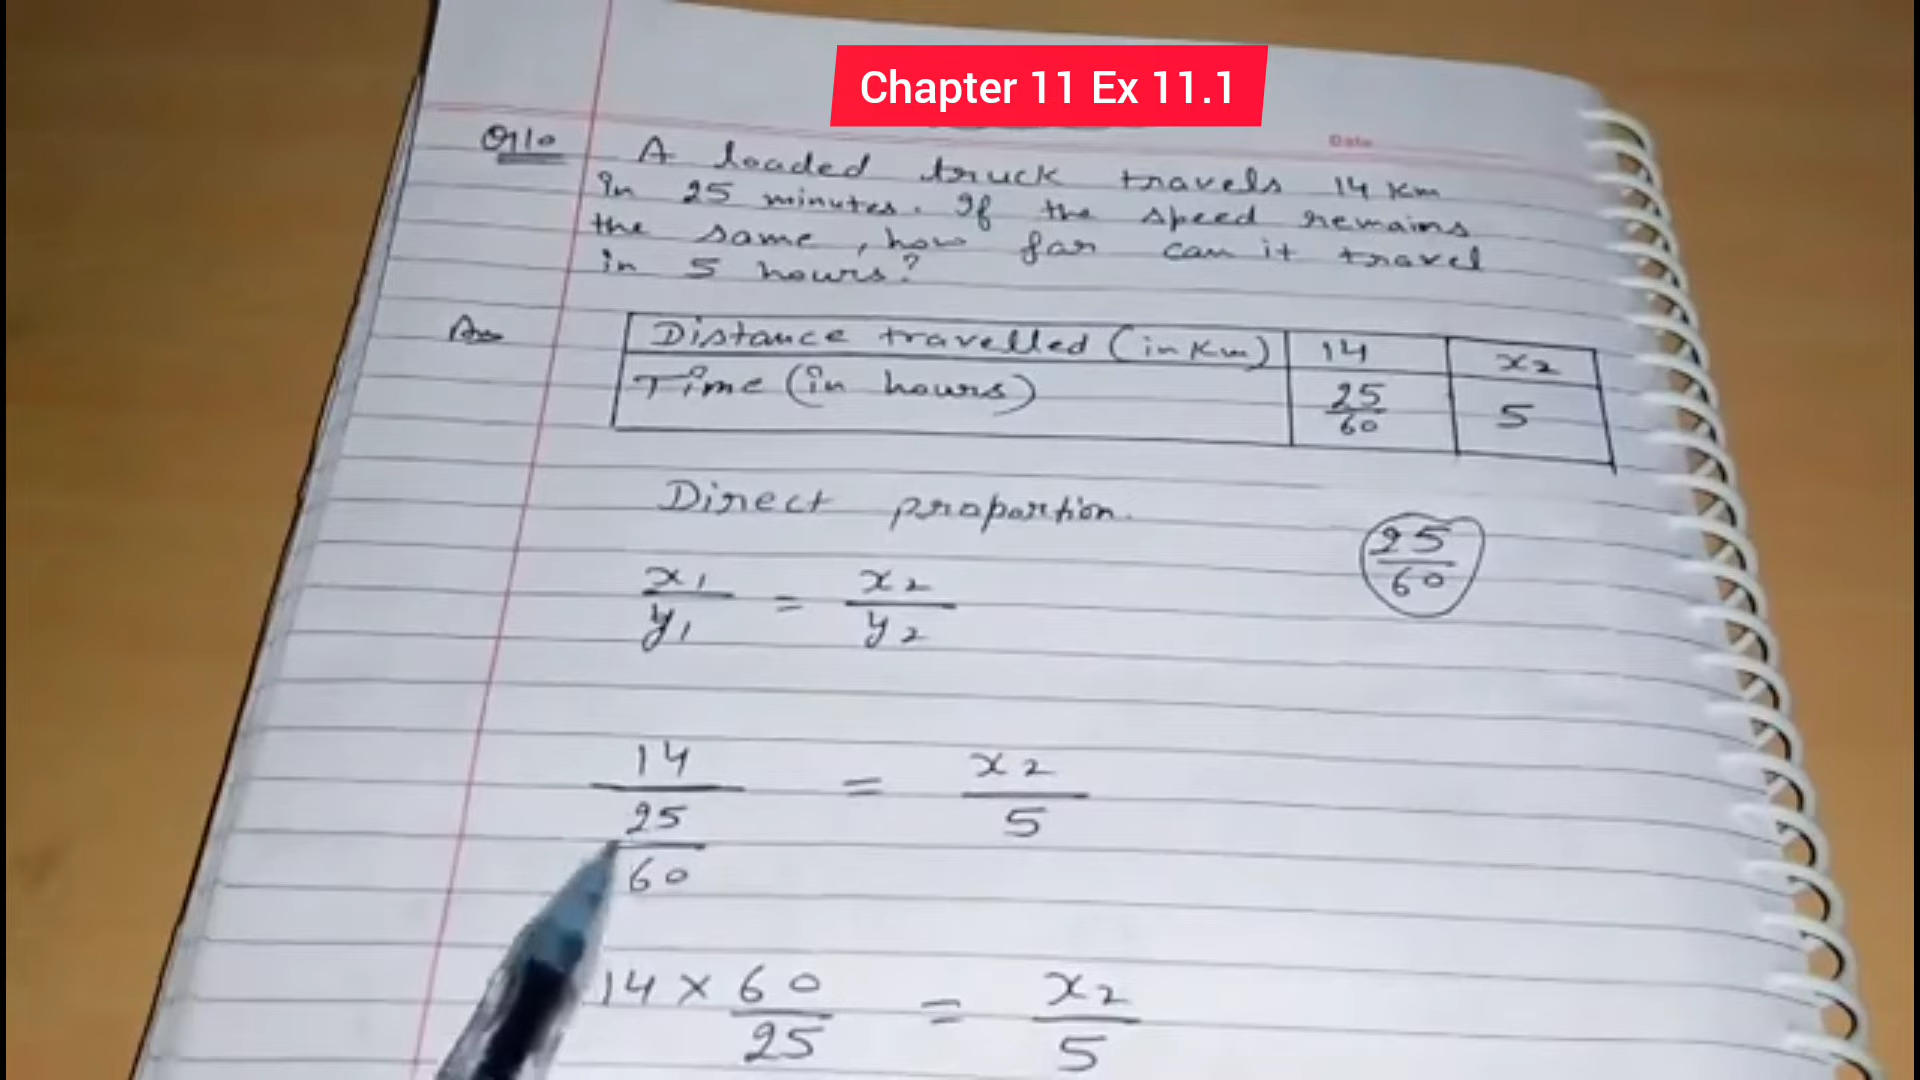 Chapter 11 Ex 11.1
Date
Q10 A loaded truck travels 14 Km
in 25 minutes. If the speed remains
the same, how far can it travel
in 5 hours?
Ans
Distance travelled (in Km) 14 x2
Time (in hours) 25/60 5
Direct proportion.
25/60
x1/y1 = x2/y2
14/(25/60) = x2/5
14 × 60/25 = x2/5